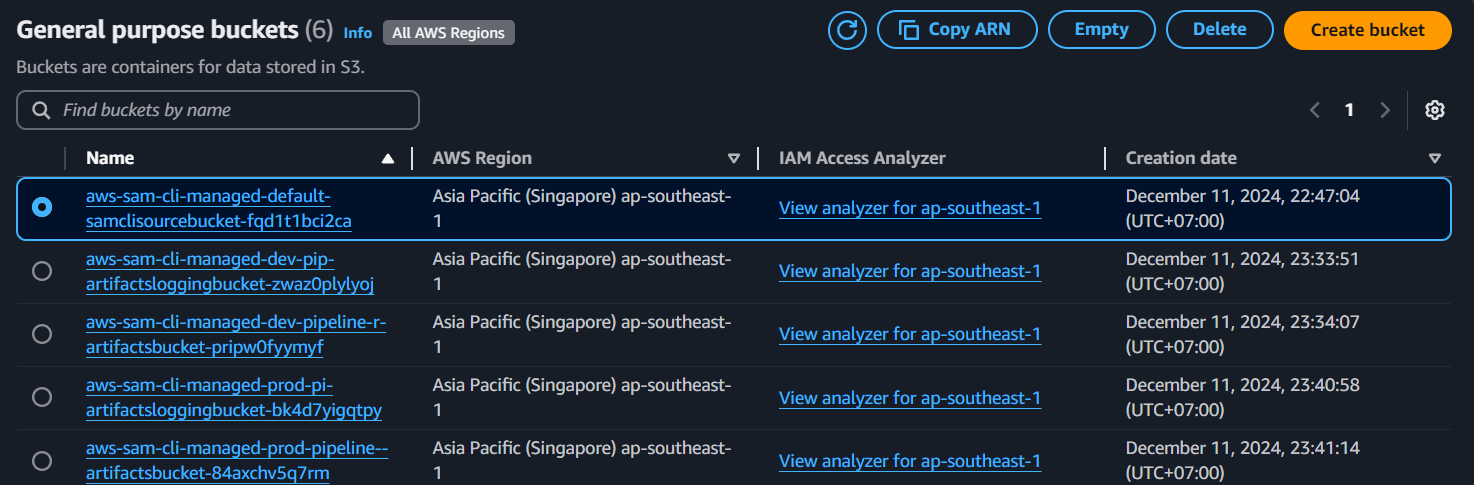 General purpose buckets (6) Info All AWS Regions
Copy ARN Empty Delete Create bucket
Buckets are containers for data stored in S3.
Find buckets by name
1
Name AWS Region IAM Access Analyzer Creation date
aws-sam-cli-managed-default-
samclisourcebucket-fqd1t1bci2ca
Asia Pacific (Singapore) ap-southeast-
1
View analyzer for ap-southeast-1
December 11, 2024, 22:47:04
(UTC+07:00)
aws-sam-cli-managed-dev-pip-
artifactsloggingbucket-zwaz0plylyoj
Asia Pacific (Singapore) ap-southeast-
1
View analyzer for ap-southeast-1
December 11, 2024, 23:33:51
(UTC+07:00)
aws-sam-cli-managed-dev-pipeline-r-
artifactsbucket-pripw0fyymyf
Asia Pacific (Singapore) ap-southeast-
1
View analyzer for ap-southeast-1
December 11, 2024, 23:34:07
(UTC+07:00)
aws-sam-cli-managed-prod-pi-
artifactsloggingbucket-bk4d7yigqtpy
Asia Pacific (Singapore) ap-southeast-
1
View analyzer for ap-southeast-1
December 11, 2024, 23:40:58
(UTC+07:00)
aws-sam-cli-managed-prod-pipeline--
artifactsbucket-84axchv5q7rm
Asia Pacific (Singapore) ap-southeast-
1
View analyzer for ap-southeast-1
December 11, 2024, 23:41:14
(UTC+07:00)